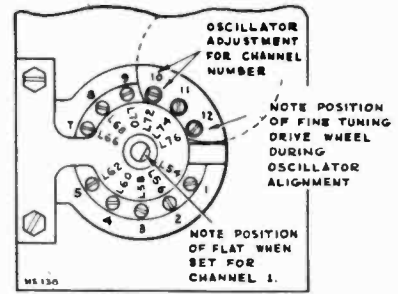 OSCILLATOR
ADJUSTMENT
FOR CHANNEL
NUMBER
NOTE POSITION
OF FINE TUNING
DRIVE WHEEL
DURING
OSCILLATOR
ALIGNMENT
NOTE POSITION
OF FLAT WHEN
SET FOR
CHANNEL 1.
7
8
9
10
11
12
1
2
3
4
5
L66
L68
L70
L72
L74
L76
L54
L56
L58
L60
L62
MS 136